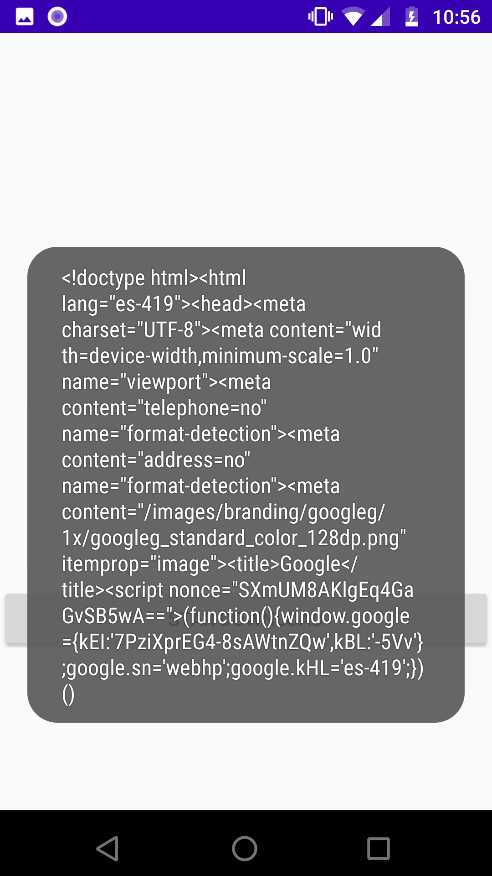 10:56
<!doctype html><html
lang="es-419"><head><meta
charset="UTF-8"><meta content="wid
th=device-width,minimum-scale=1.0"
name="viewport"><meta
content="telephone=no"
name="format-detection"><meta
content="address=no"
name="format-detection"><meta
content="/images/branding/googleg/
1x/googleg_standard_color_128dp.png"
itemprop="image"><title>Google</
title><script nonce="SXmUM8AKlgEq4Ga
GvSB5wA==">(function(){window.google
={kEI:'7PziXprEG4-8sAWtnZQw',kBL:'-5Vv'}
;google.sn='webhp';google.kHL='es-419';})
()